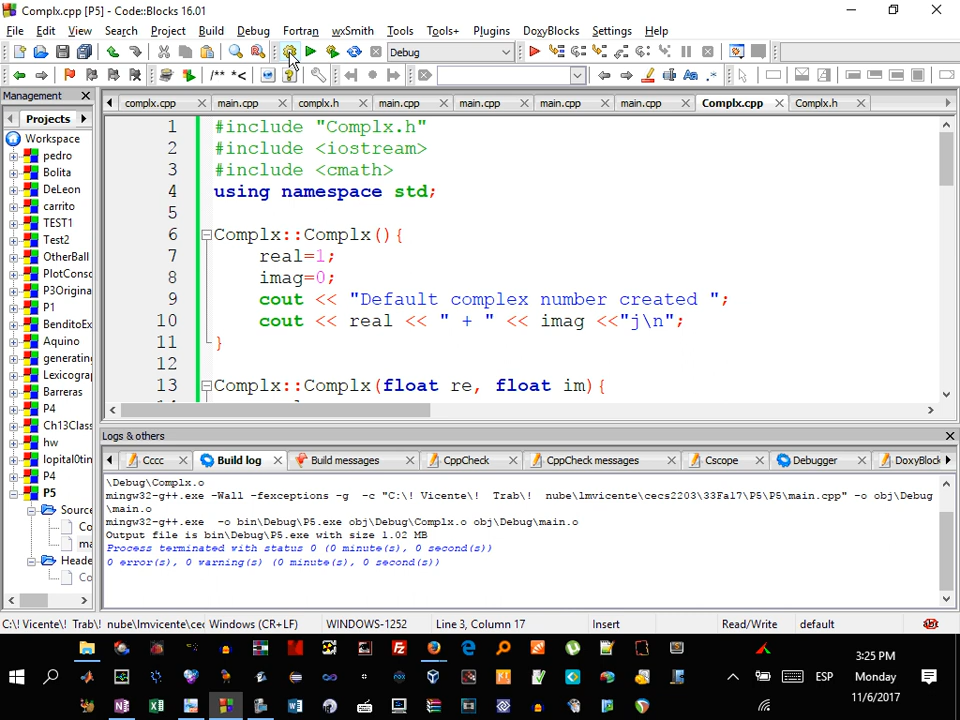 Complx.cpp [P5] - Code::Blocks 16.01
File Edit View Search Project Build Debug Fortran wxSmith Tools Tools+ Plugins DoxyBlocks Settings Help
Debug
/** *<
Management
complx.cpp main.cpp complx.h main.cpp main.cpp main.cpp main.cpp Complx.cpp Complx.h
Projects
Workspace
pedro
Bolita
DeLeon
carrito
TEST1
Test2
OtherBall
PlotConso
P3Origina
P1
BenditoEx
Aquino
generating
Lexicogra
Barreras
P4
Ch13Class
hw
lopital0tin
P4
P5
Source
Co
ma
Heade
Co
1 #include "Complx.h"
2 #include <iostream>
3 #include <cmath>
4 using namespace std;
5
6 Complx::Complx(){
7 real=1;
8 imag=0;
9 cout << "Default complex number created ";
10 cout << real << " + " << imag <<"j\n";
11 }
12
13 Complx::Complx(float re, float im){
Logs & others
Cccc Build log Build messages CppCheck CppCheck messages Cscope Debugger DoxyBlock
\Debug\Complx.o
mingw32-g++.exe -Wall -fexceptions -g -c "C:\! Vicente\! Trab\! nube\lmvicente\cecs2203\33Fal7\P5\P5\main.cpp" -o obj\Debug
\main.o
mingw32-g++.exe -o bin\Debug\P5.exe obj\Debug\Complx.o obj\Debug\main.o
Output file is bin\Debug\P5.exe with size 1.02 MB
Process terminated with status 0 (0 minute(s), 0 second(s))
0 error(s), 0 warning(s) (0 minute(s), 0 second(s))
C:\! Vicente\! Trab\! nube\lmvicente\cec Windows (CR+LF) WINDOWS-1252 Line 3, Column 17 Insert Read/Write default
3:25 PM
ESP Monday
11/6/2017